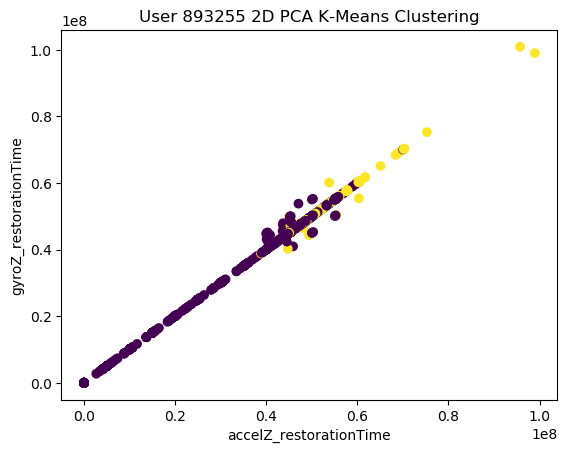 User 893255 2D PCA K-Means Clustering
1e8
1.0
0.8
0.6
0.4
0.2
0.0
gyroZ_restorationTime
0.0 0.2 0.4 0.6 0.8 1.0
1e8
accelZ_restorationTime